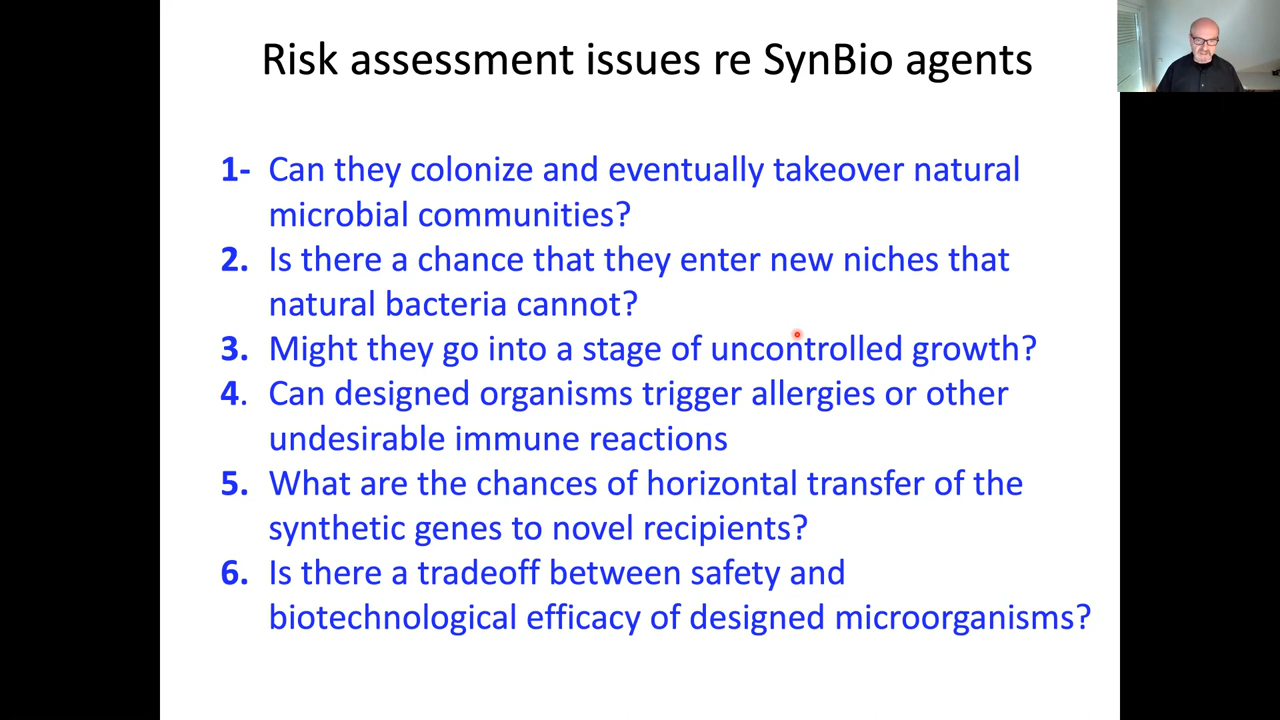 Risk assessment issues re SynBio agents
1- Can they colonize and eventually takeover natural
microbial communities?
2. Is there a chance that they enter new niches that
natural bacteria cannot?
3. Might they go into a stage of uncontrolled growth?
4. Can designed organisms trigger allergies or other
undesirable immune reactions
5. What are the chances of horizontal transfer of the
synthetic genes to novel recipients?
6. Is there a tradeoff between safety and
biotechnological efficacy of designed microorganisms?